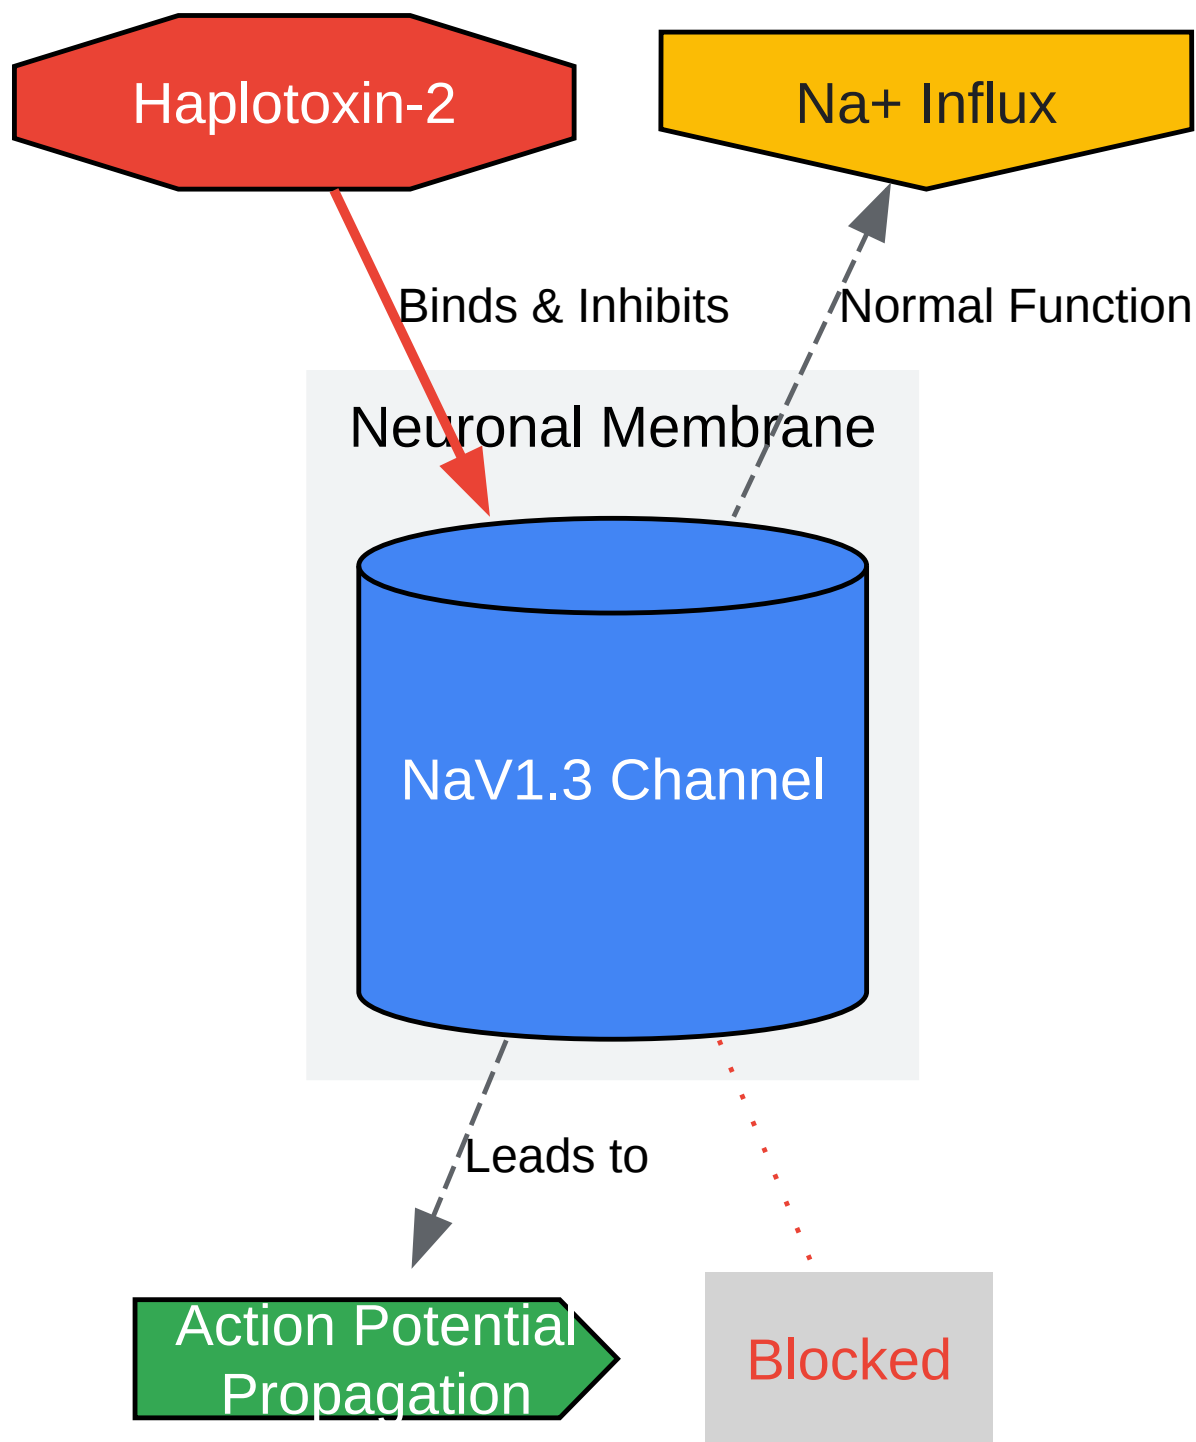 Haplotoxin-2
Na+ Influx
Binds & Inhibits
Normal Function
Neuronal Membrane
NaV1.3 Channel
Leads to
Action Potential
Propagation
Blocked